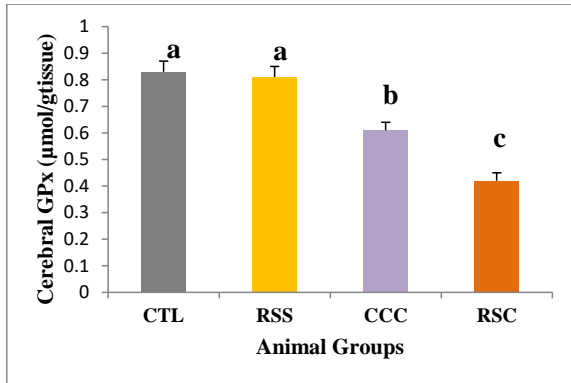 Cerebral GPx (µmol/gtissue)
1
0.9
0.8
0.7
0.6
0.5
0.4
0.3
0.2
0.1
0
a
a
b
c
CTL RSS CCC RSC
Animal Groups